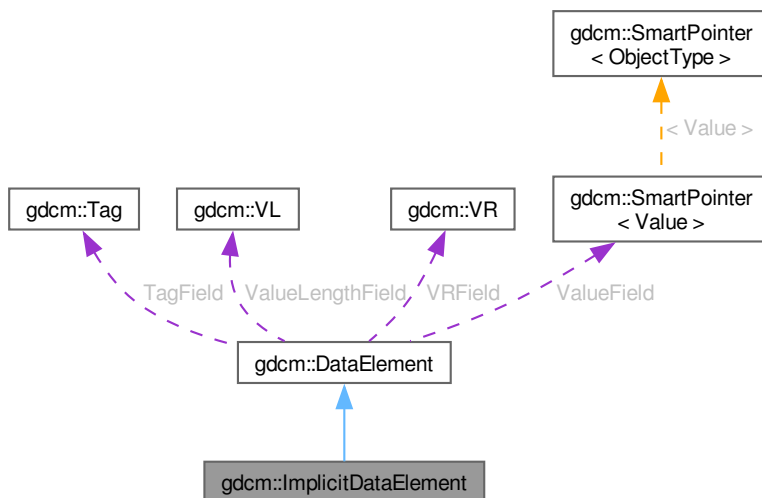 gdcm::SmartPointer
< ObjectType >
< Value >
gdcm::Tag
gdcm::VL
gdcm::VR
gdcm::SmartPointer
< Value >
TagField
ValueLengthField
VRField
ValueField
gdcm::DataElement
gdcm::ImplicitDataElement